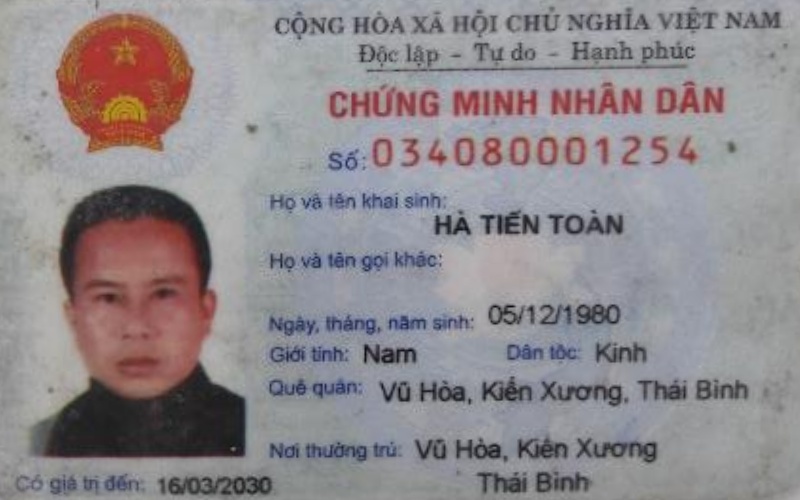 CỘNG HÒA XÃ HỘI CHỦ NGHĨA VIỆT NAM
Độc lập - Tự do - Hạnh phúc
CHỨNG MINH NHÂN DÂN
Số: 034080001254
Họ và tên khai sinh:
HÀ TIẾN TOÀN
Họ và tên gọi khác:
Ngày, tháng, năm sinh: 05/12/1980
Giới tính: Nam Dân tộc: Kinh
Quê quán: Vũ Hòa, Kiến Xương, Thái Bình
Nơi thường trú: Vũ Hòa, Kiến Xương
Thái Bình
Có giá trị đến: 16/03/2030